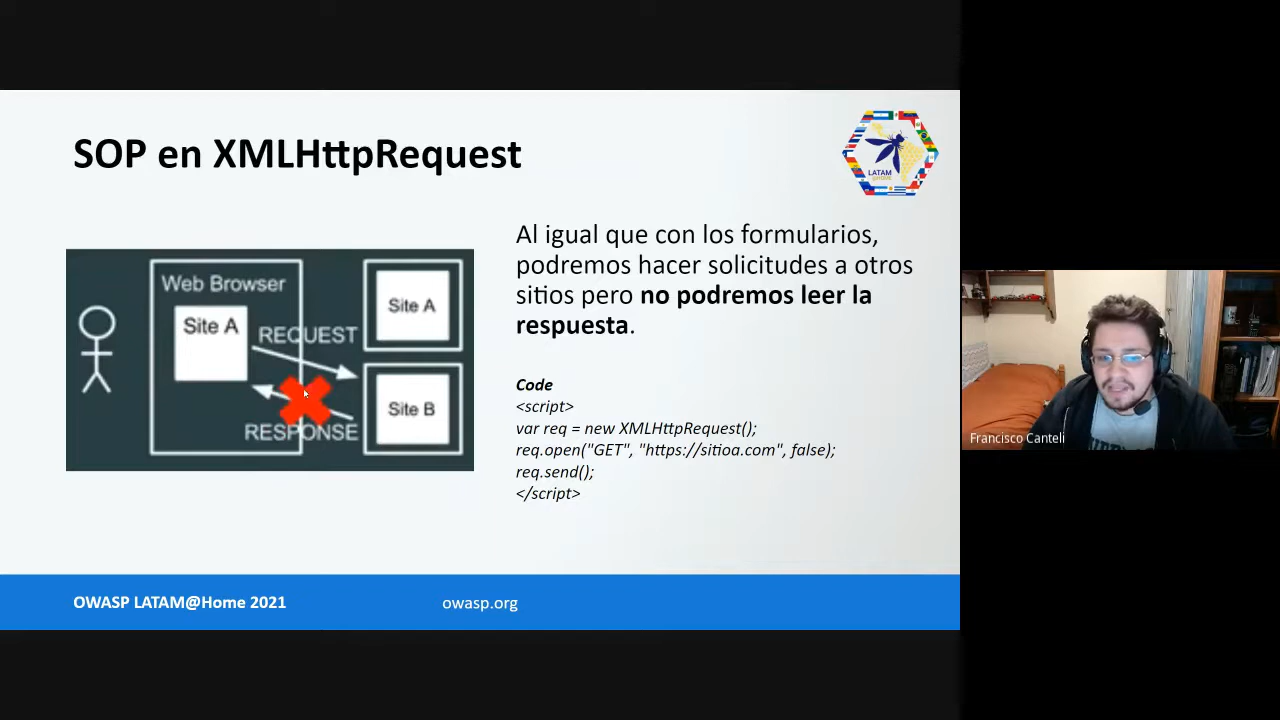 SOP en XMLHttpRequest
LATAM
@HOME
Al igual que con los formularios,
podremos hacer solicitudes a otros
sitios pero no podremos leer la
respuesta.
Web Browser
Site A
REQUEST
RESPONSE
Site A
Site B
Code
<script>
var req = new XMLHttpRequest();
req.open("GET", "https://sitioa.com", false);
req.send();
</script>
OWASP LATAM@Home 2021
owasp.org
Francisco Canteli